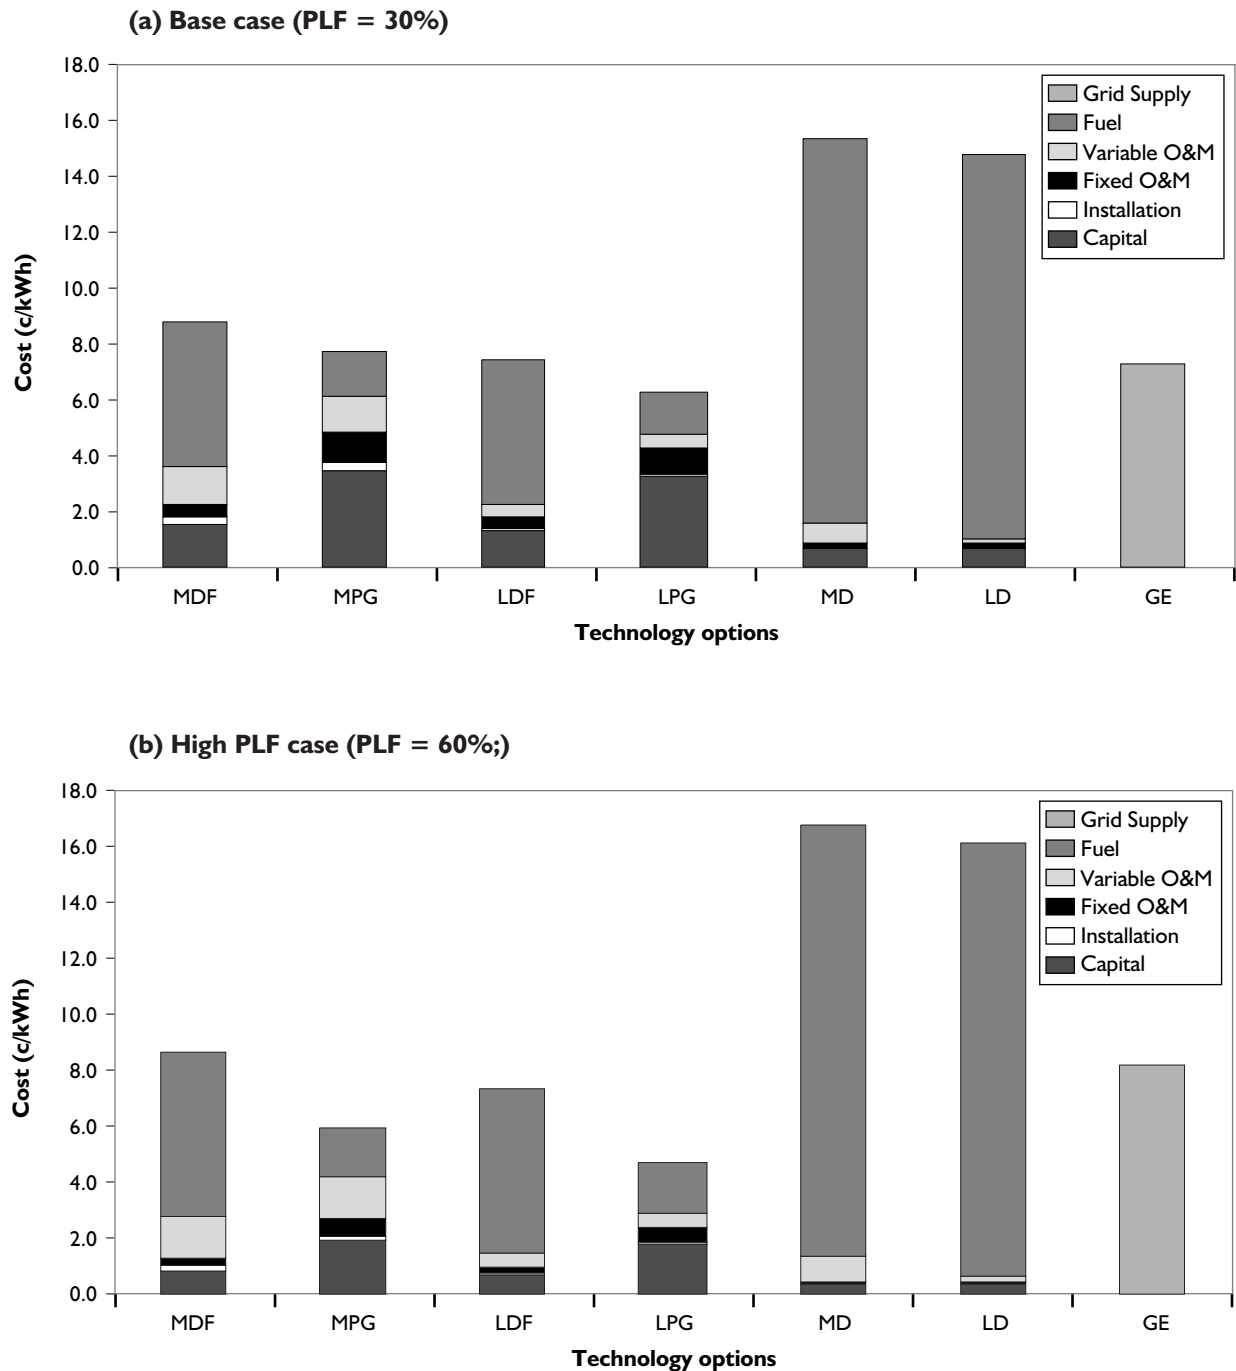 (a) Base case (PLF = 30%)
18.0
16.0
14.0
12.0
10.0
8.0
6.0
4.0
2.0
0.0
Cost (c/kWh)
Grid Supply
Fuel
Variable O&M
Fixed O&M
Installation
Capital
MDF MPG LDF LPG MD LD GE
Technology options
(b) High PLF case (PLF = 60%;)
18.0
16.0
14.0
12.0
10.0
8.0
6.0
4.0
2.0
0.0
Cost (c/kWh)
Grid Supply
Fuel
Variable O&M
Fixed O&M
Installation
Capital
MDF MPG LDF LPG MD LD GE
Technology options